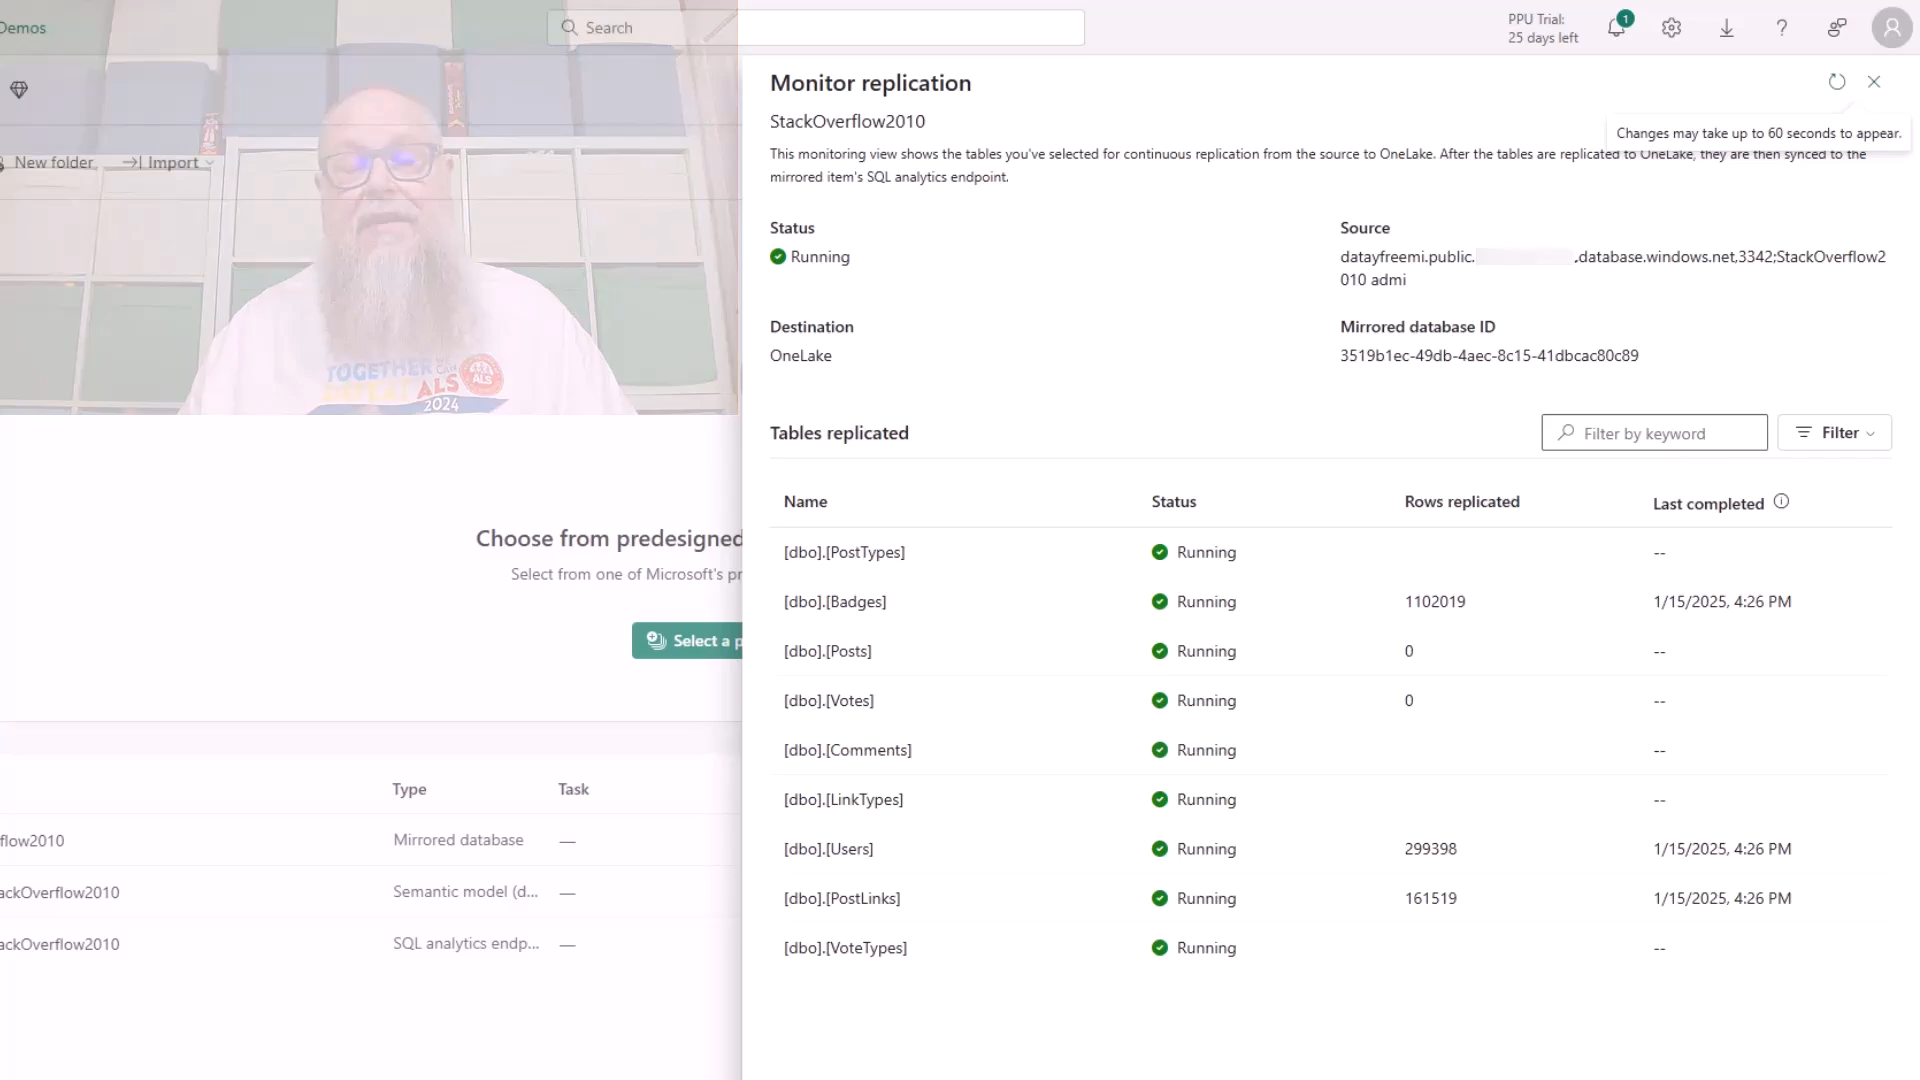 Demos
Search
PPU Trial:
25 days left
1
New folder
Import
Monitor replication
StackOverflow2010
Changes may take up to 60 seconds to appear.
This monitoring view shows the tables you've selected for continuous replication from the source to OneLake. After the tables are replicated to OneLake, they are then synced to the
mirrored item's SQL analytics endpoint.
Status
Running
Source
datayfreemi.public. .database.windows.net,3342;StackOverflow2
010 admi
Destination
OneLake
Mirrored database ID
3519b1ec-49db-4aec-8c15-41dbcac80c89
TOGETHER
DEFEAT ALS
ALS
2024
Tables replicated
Filter by keyword
Filter
Name Status Rows replicated Last completed
[dbo].[PostTypes] Running --
[dbo].[Badges] Running 1102019 1/15/2025, 4:26 PM
[dbo].[Posts] Running 0 --
[dbo].[Votes] Running 0 --
[dbo].[Comments] Running --
[dbo].[LinkTypes] Running --
[dbo].[Users] Running 299398 1/15/2025, 4:26 PM
[dbo].[PostLinks] Running 161519 1/15/2025, 4:26 PM
[dbo].[VoteTypes] Running --
Choose from predesigned
Select from one of Microsoft's pr
Select a p
Type Task
flow2010 Mirrored database —
ackOverflow2010 Semantic model (d... —
ackOverflow2010 SQL analytics endp... —